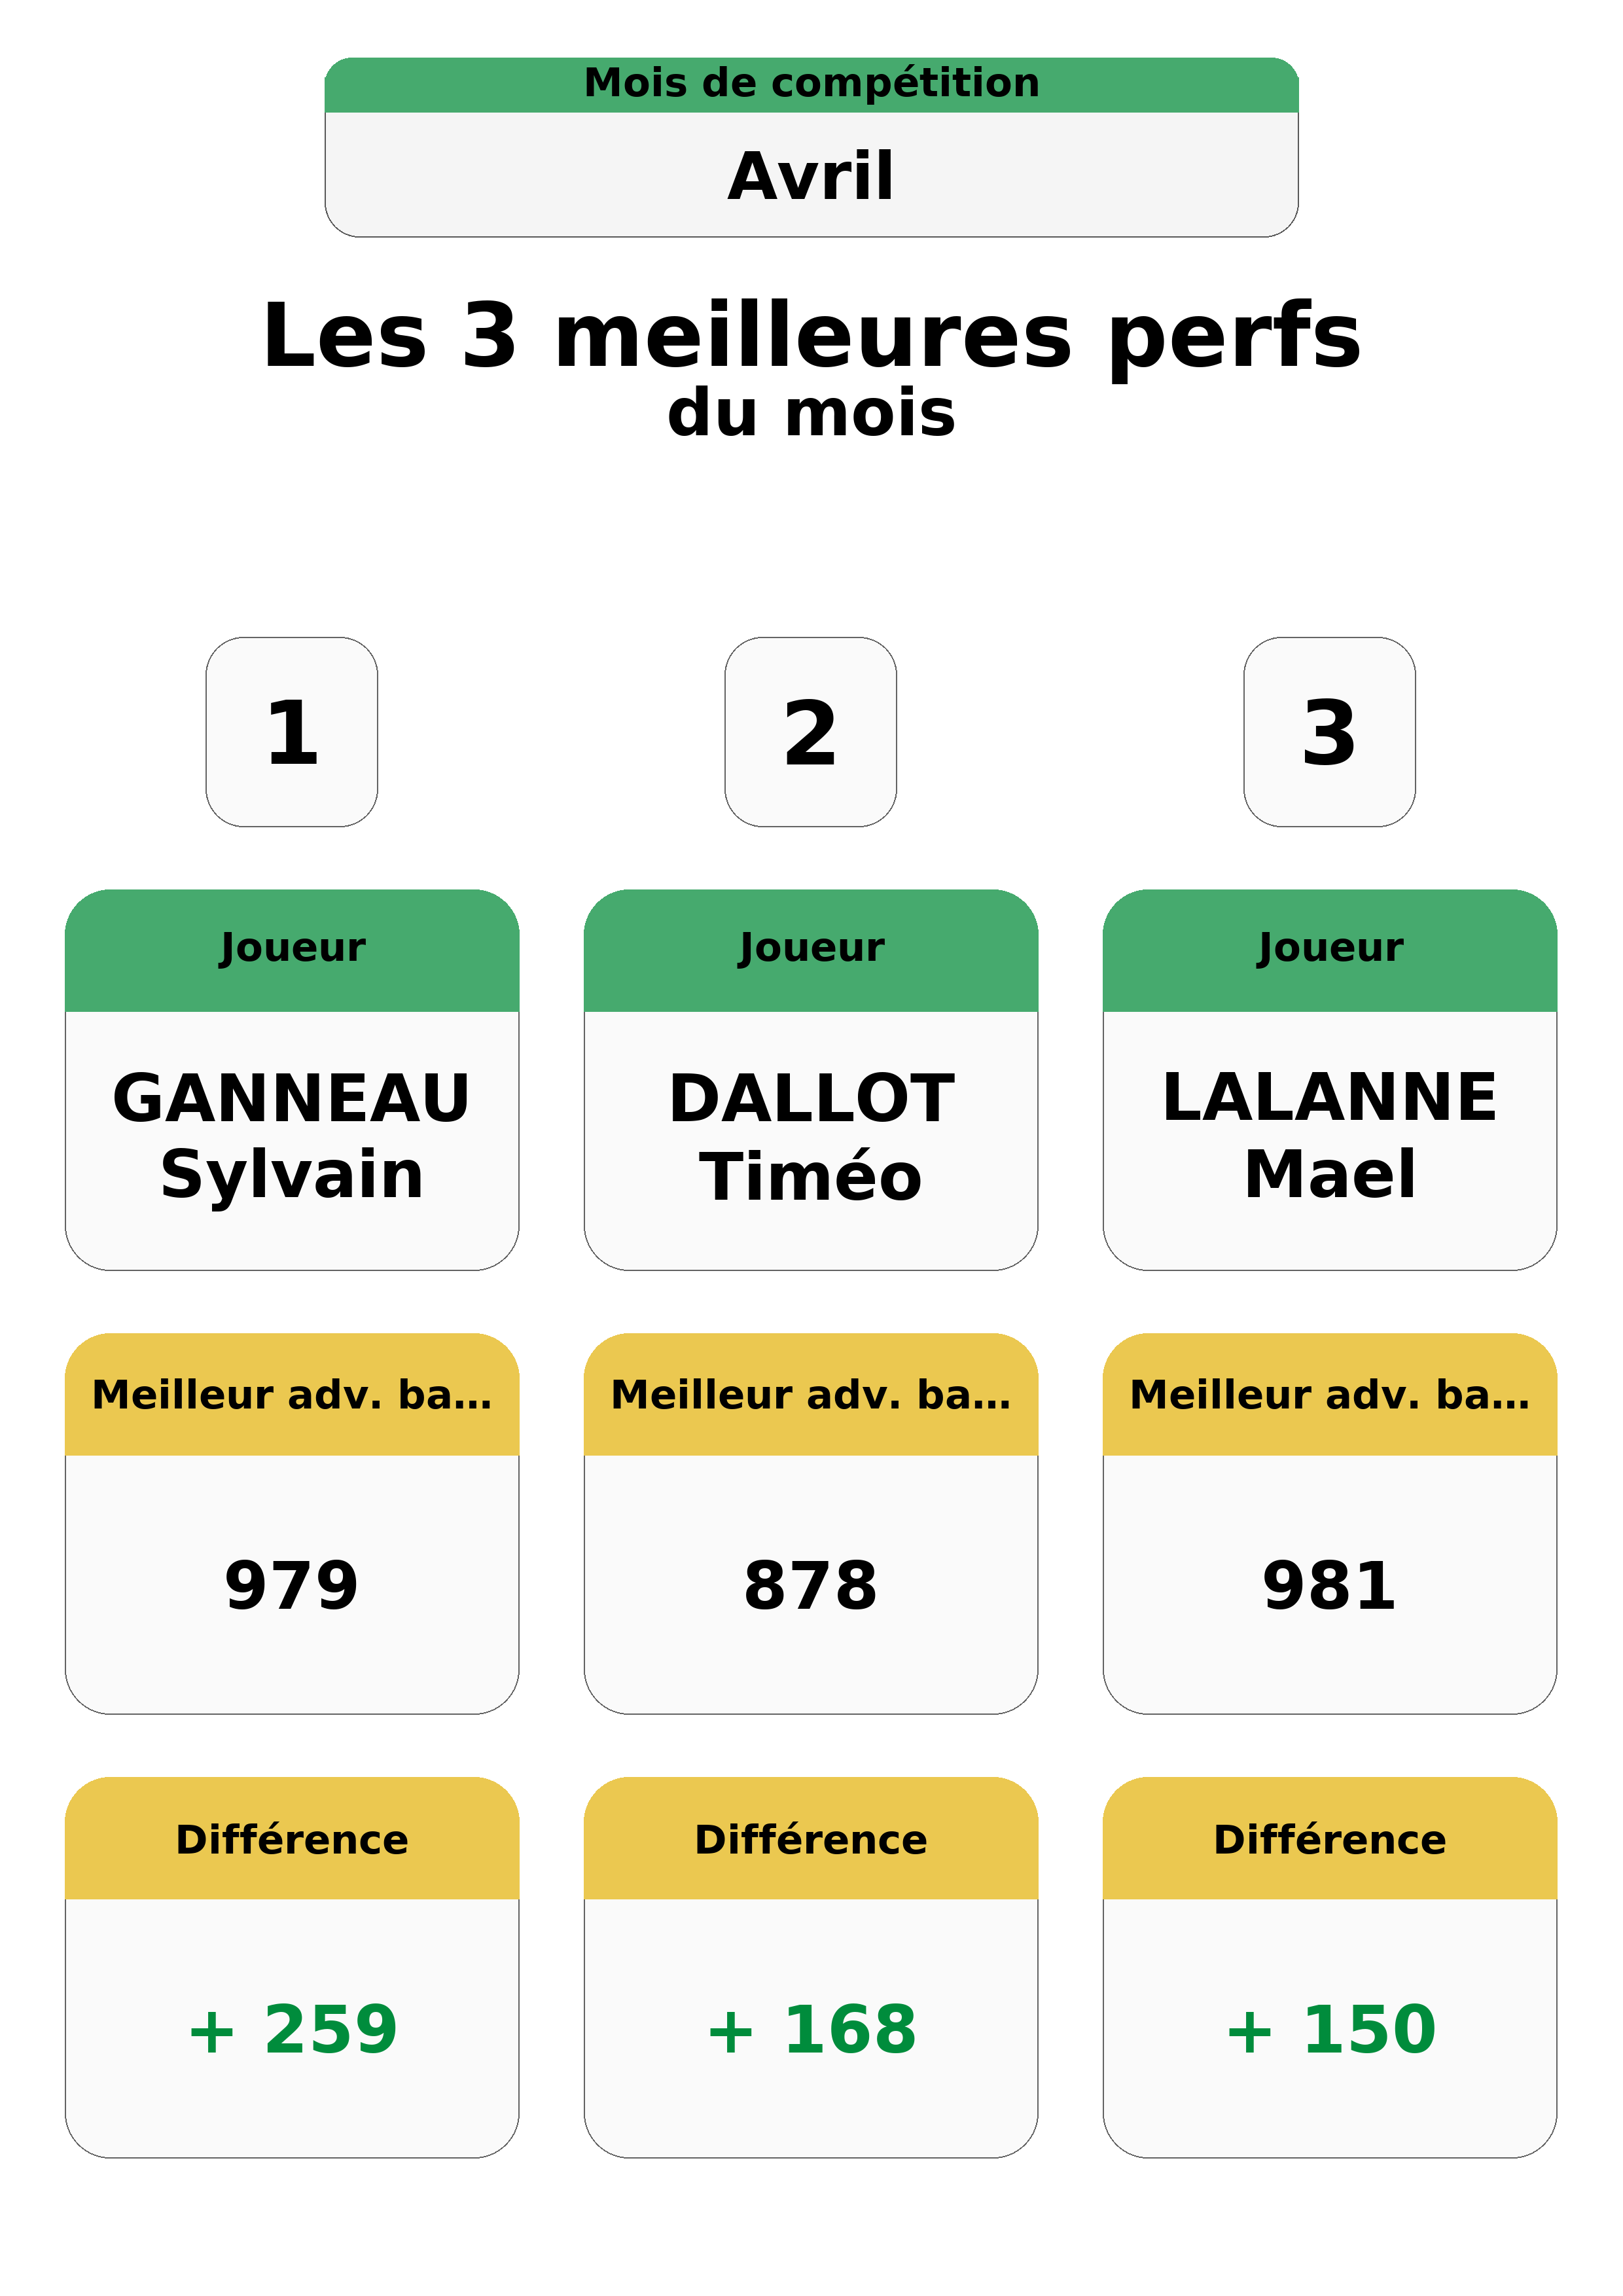 Mois de compétition
Avril
Les 3 meilleures perfs
du mois
1
2
3
Joueur
Joueur
Joueur
GANNEAU
Sylvain
DALLOT
Timéo
LALANNE
Mael
Meilleur adv. ba...
Meilleur adv. ba...
Meilleur adv. ba...
979
878
981
Différence
Différence
Différence
+ 259
+ 168
+ 150